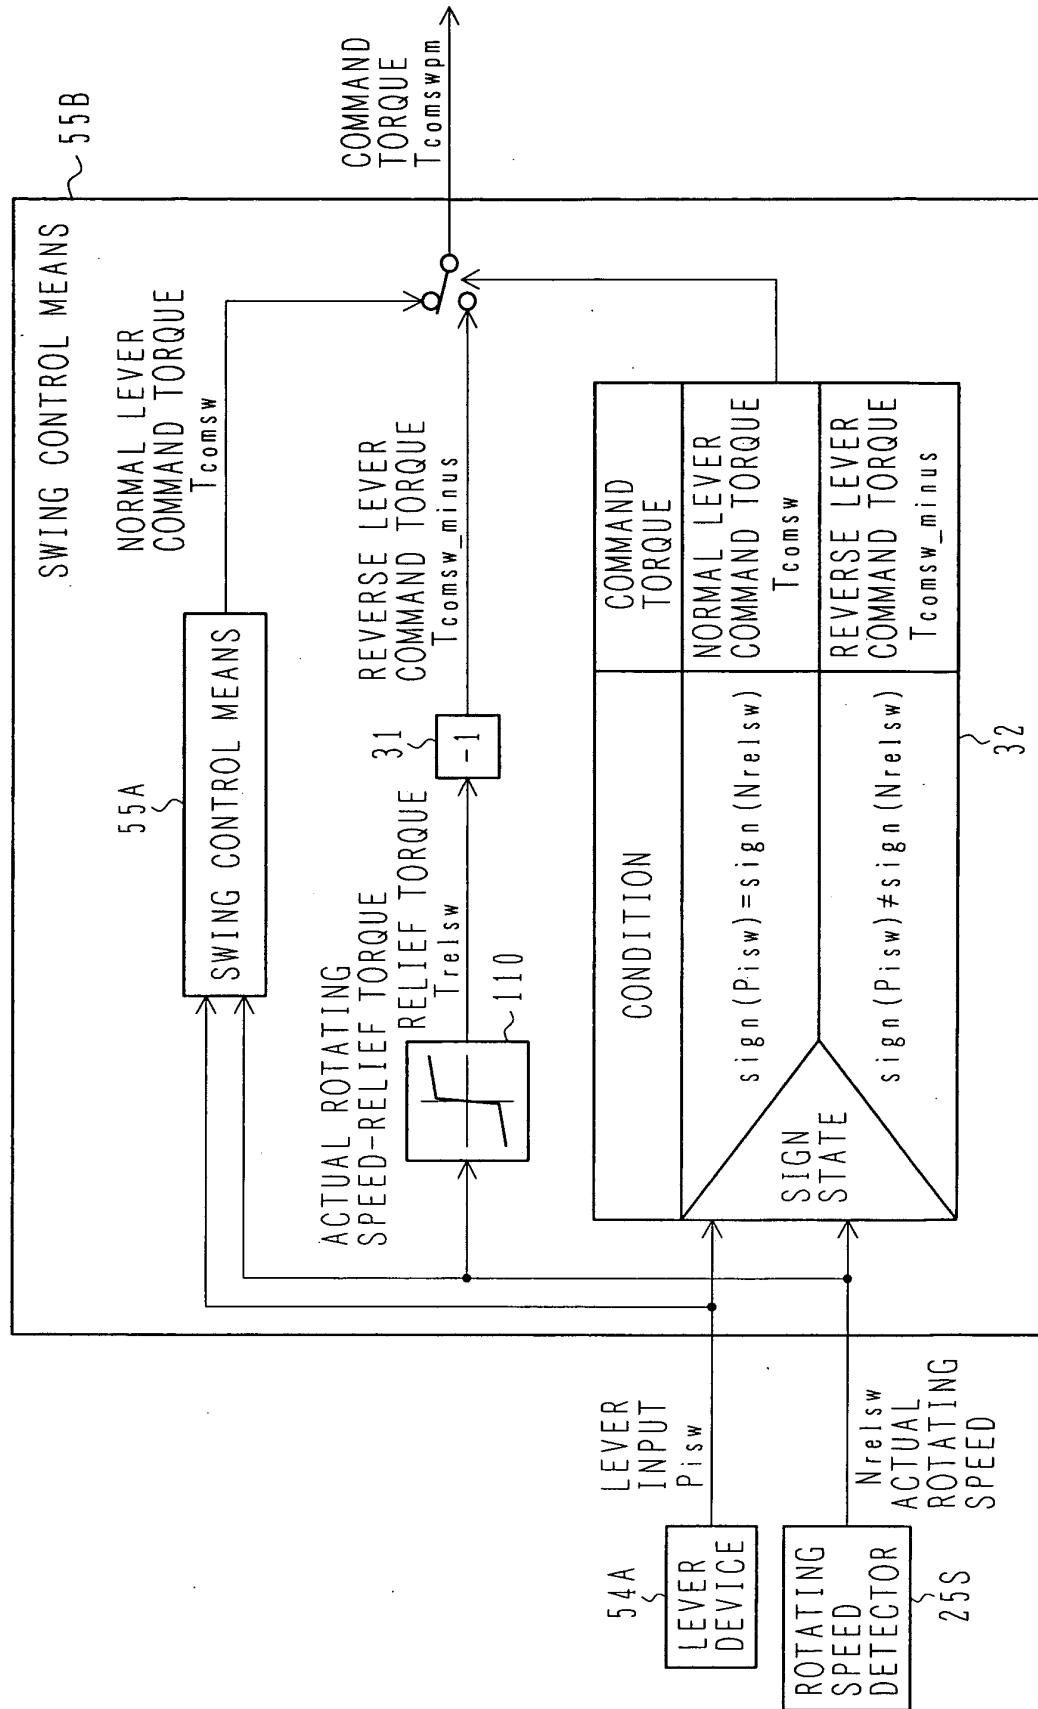 SWING CONTROL MEANS
55B
NORMAL LEVER
COMMAND TORQUE
Tcomsw
55A
SWING CONTROL MEANS
COMMAND
TORQUE
Tcomswpm
ACTUAL ROTATING
SPEED-RELIEF TORQUE
RELIEF TORQUE
Trelsw
110
31
-1
REVERSE LEVER
COMMAND TORQUE
Tcomsw_minus
LEVER
INPUT
Pisw
54A
LEVER
DEVICE
Nrelsw
ACTUAL
ROTATING
SPEED
ROTATING
SPEED
DETECTOR
25S
SIGN
STATE
CONDITION
COMMAND
TORQUE
sign(Pisw)=sign(Nrelsw)
NORMAL LEVER
COMMAND TORQUE
Tcomsw
sign(Pisw)≠sign(Nrelsw)
REVERSE LEVER
COMMAND TORQUE
Tcomsw_minus
32